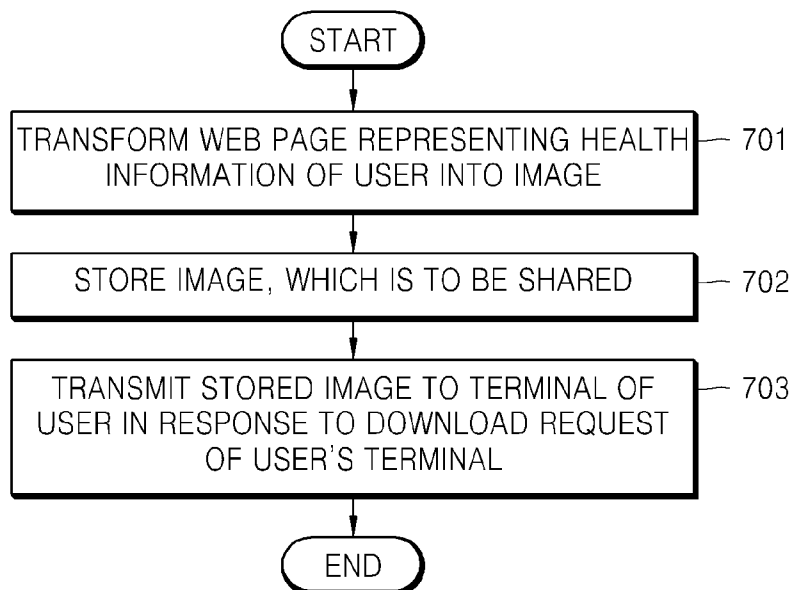 START
TRANSFORM WEB PAGE REPRESENTING HEALTH
INFORMATION OF USER INTO IMAGE
701
STORE IMAGE, WHICH IS TO BE SHARED
702
TRANSMIT STORED IMAGE TO TERMINAL OF
USER IN RESPONSE TO DOWNLOAD REQUEST
OF USER'S TERMINAL
703
END